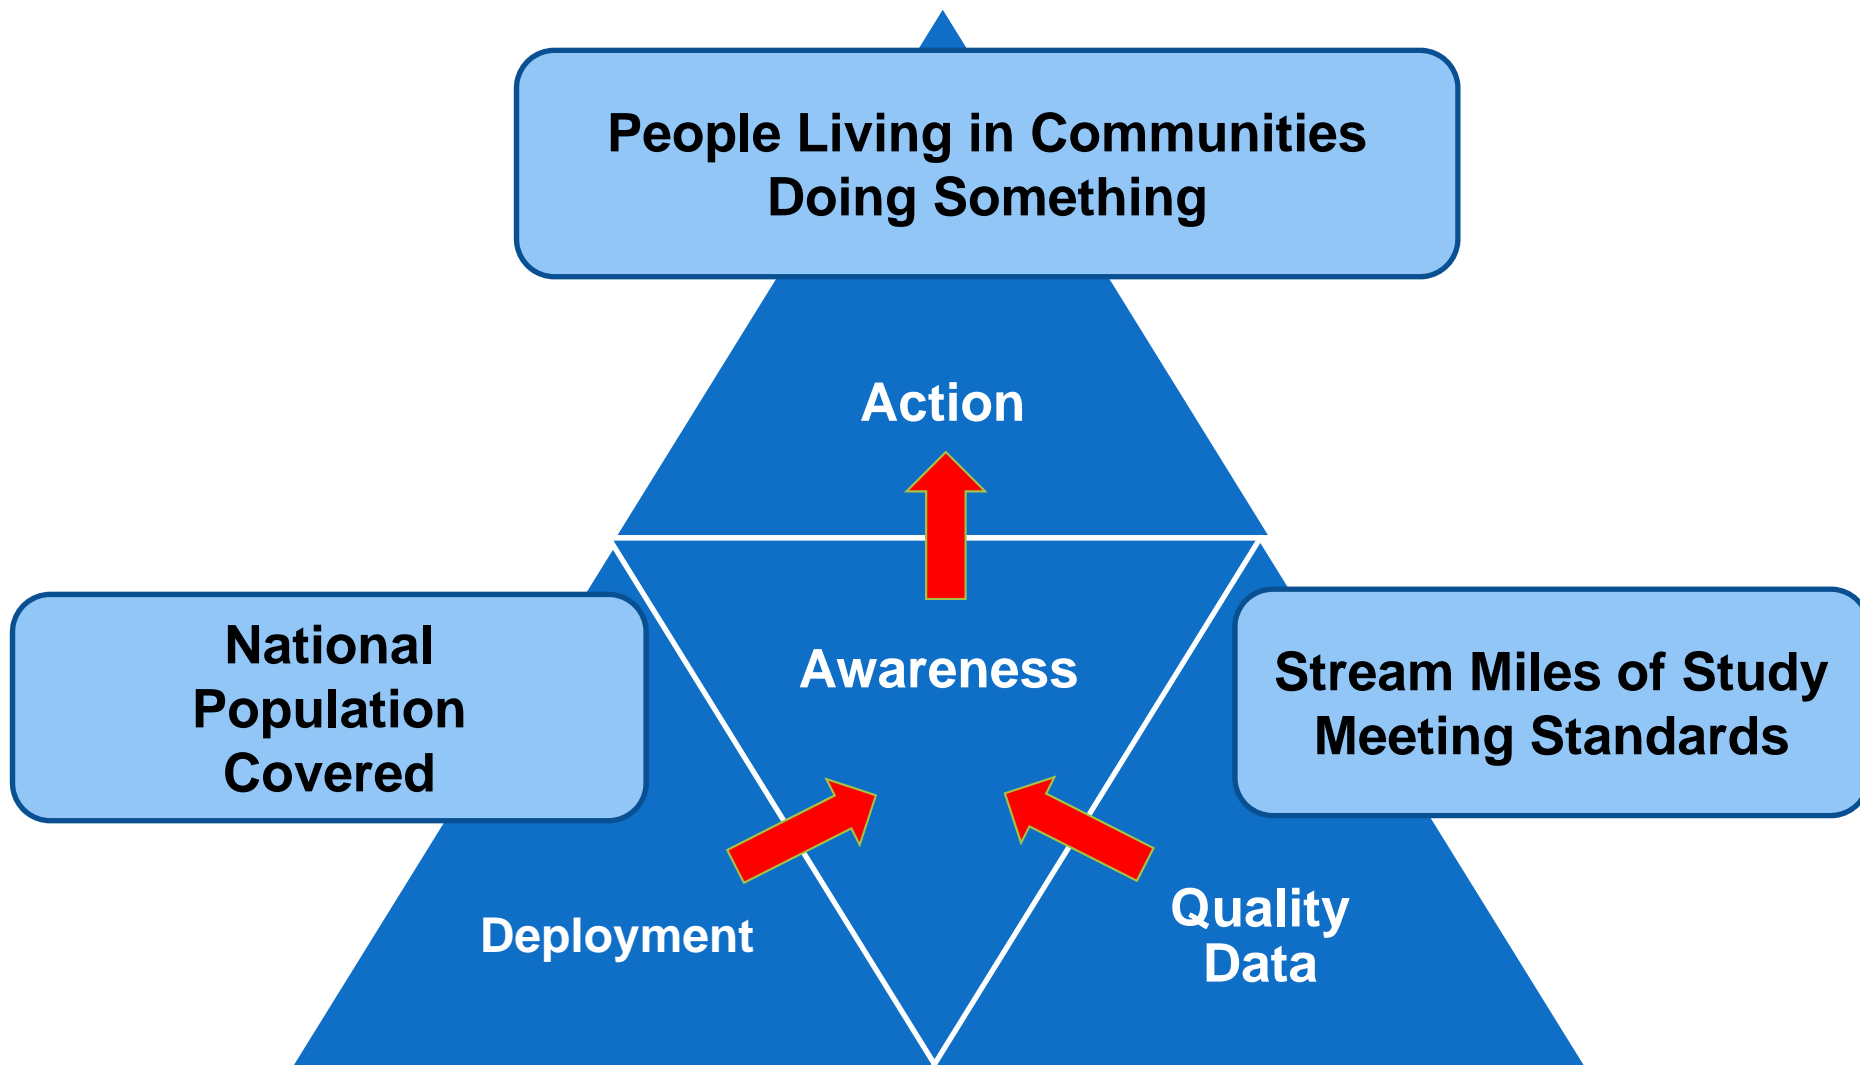 People Living in Communities
Doing Something
Action
National
Population
Covered
Awareness
Stream Miles of Study
Meeting Standards
Deployment
Quality
Data